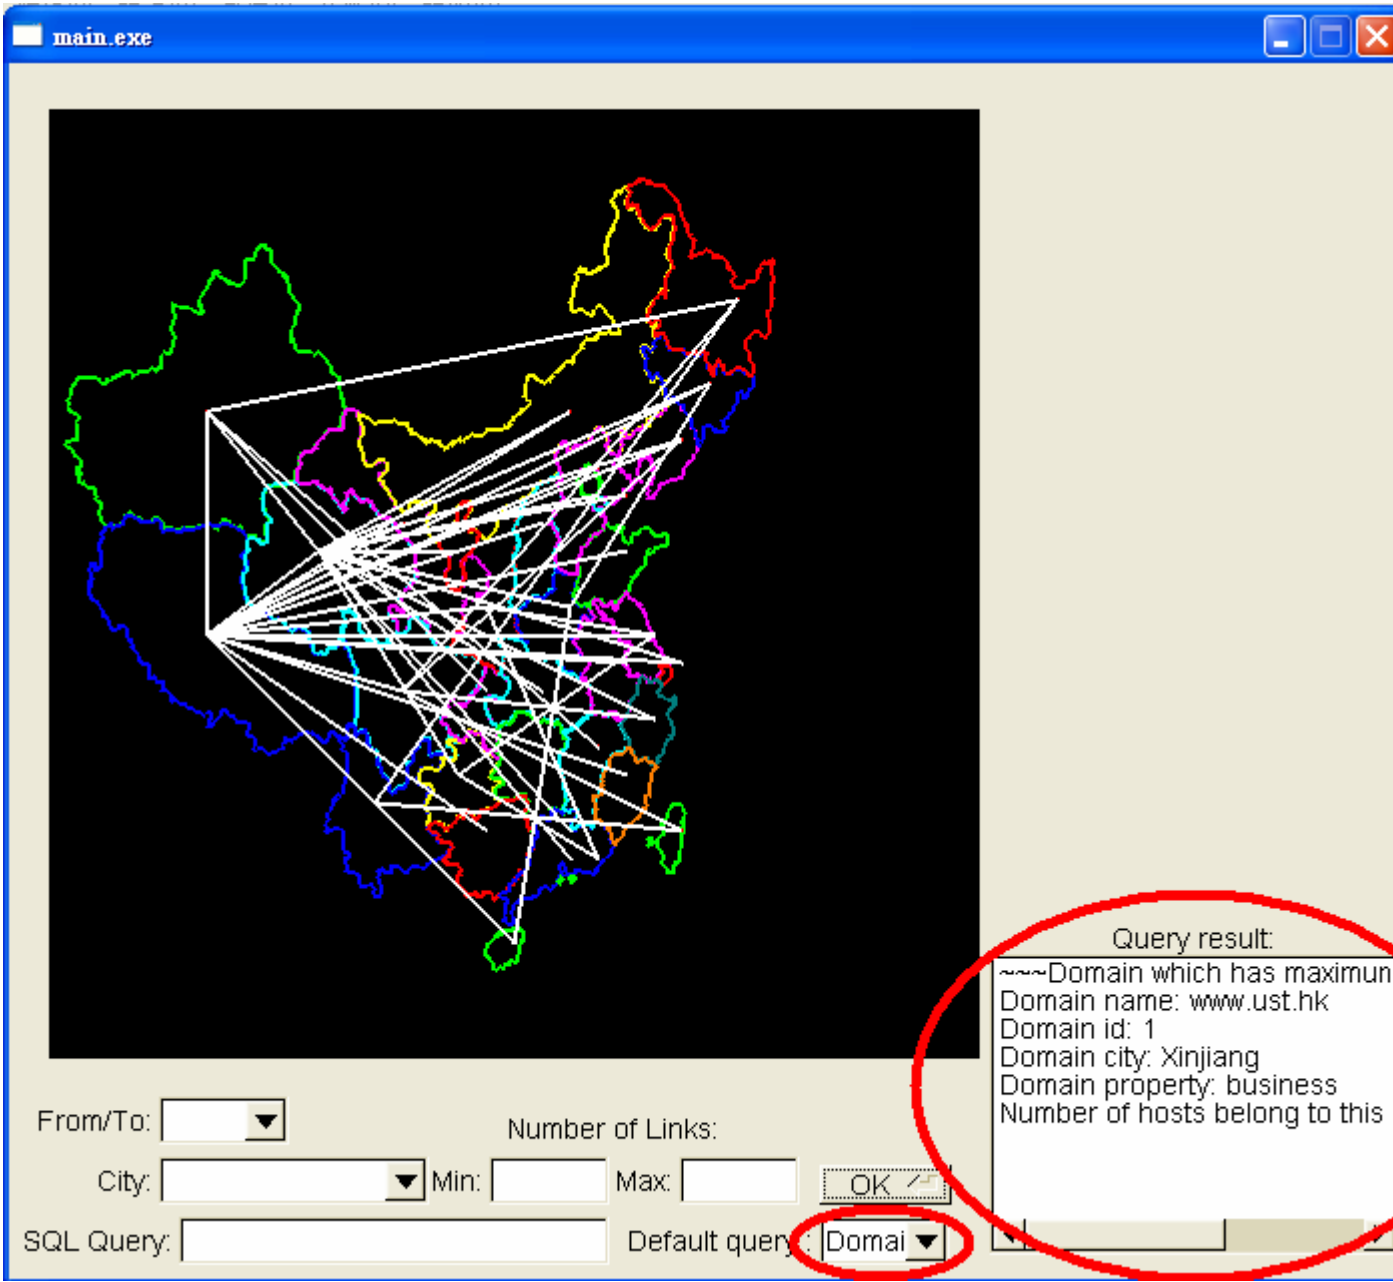 main.exe
Query result:
~~~Domain which has maximun
Domain name: www.ust.hk
Domain id: 1
Domain city: Xinjiang
Domain property: business
Number of hosts belong to this
From/To:
Number of Links:
City:
Min:
Max:
OK
SQL Query:
Default query:
Domai